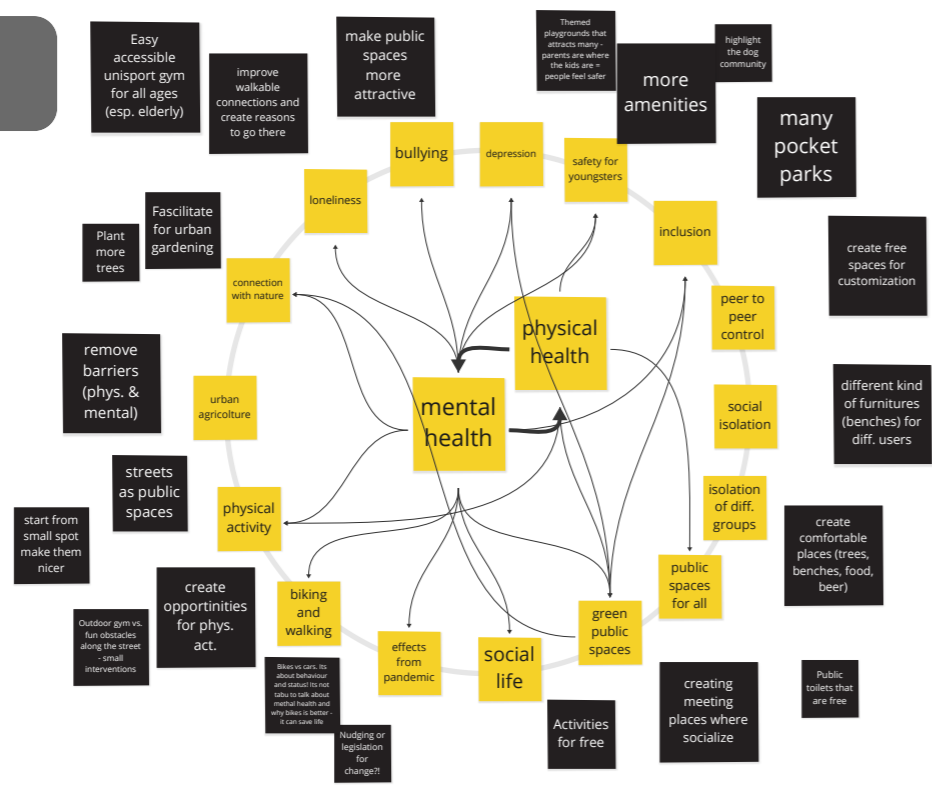 Easy
accessible
unisport gym
for all ages
(esp. elderly)
improve
walkable
connections and
create reasons
to go there
make public
spaces
more
attractive
Themed
playgrounds that
attracts many -
parents are where
the kids are =
people feel safer
more
amenities
highlight
the dog
community
many
pocket
parks
bullying
depression
safety for
youngsters
loneliness
inclusion
Plant
more
trees
Fascilitate
for urban
gardening
connection
with nature
create free
spaces for
customization
peer to
peer
control
physical
health
remove
barriers
(phys. &
mental)
urban
agricolture
mental
health
social
isolation
different kind
of furnitures
(benches) for
diff. users
streets
as public
spaces
physical
activity
isolation
of diff.
groups
start from
small spot
make them
nicer
create
comfortable
places (trees,
benches, food,
beer)
create
opportinities
for phys.
act.
biking
and
walking
public
spaces
for all
Outdoor gym vs.
fun obstacles
along the street
- small
interventions
effects
from
pandemic
social
life
green
public
spaces
Bikes vs cars. Its
about behaviour
and status! Its not
tabu to talk about
methal health and
why bikes is better -
it can save life
Nudging or
legislation
for
change?!
Activities
for free
creating
meeting
places where
socialize
Public
toilets that
are free